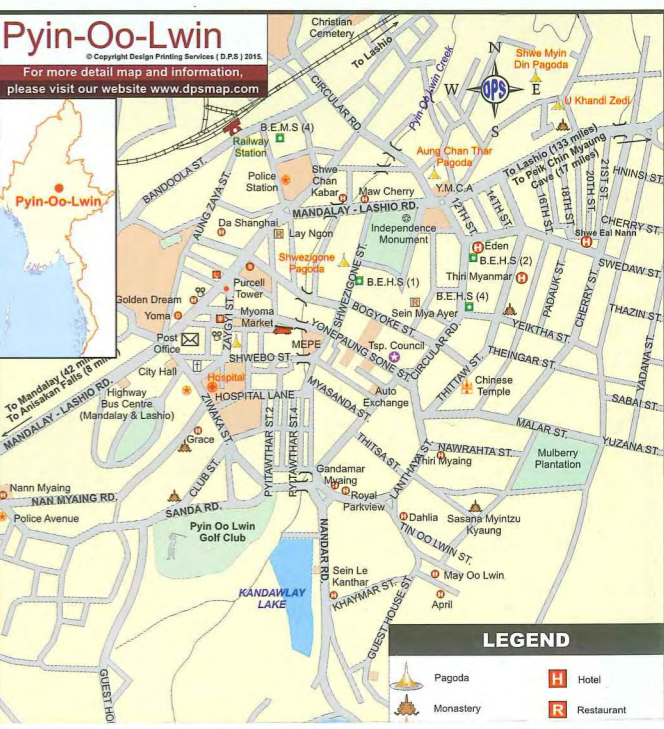 Pyin-Oo-Lwin
© Copyright Design Printing Services ( D.P.S ) 2015.
For more detail map and information,
please visit our website www.dpsmap.com
Pyin-Oo-Lwin
Christian
Cemetery
To Lashio
CIRCULAR RD.
Pyin Oo Lwin Creek
N
W
DPS
E
S
Shwe Myin
Din Pagoda
U Khandi Zedi
B.E.M.S (4)
Railway
Station
BANDOOLA ST.
AUNG ZAYA ST.
Police
Station
Shwe
Chan
Kabar
Maw Cherry
Aung Chan Thar
Pagoda
Y.M.C.A
To Lashio (133 miles)
To Peik Chin Myaung
Cave (17 miles)
HNINSI ST.
21ST ST.
20TH ST.
18TH ST.
16TH ST.
14TH ST.
12TH ST.
MANDALAY - LASHIO RD.
CHERRY ST.
Shwe Eal Nann
Da Shanghai
Lay Ngon
Independence
Monument
Eden
B.E.H.S (2)
SWEDAW ST.
Shwezigone
Pagoda
SHWEZIGONE ST.
B.E.H.S (1)
Thiri Myanmar
B.E.H.S (4)
PADAUK ST.
CHERRY ST.
THAZIN ST.
Purcell
Tower
Golden Dream
Yoma
ZAYGYI ST.
Myoma
Market
BOGYOKE ST.
Sein Mya Ayer
YEIKTHA ST.
YADANA ST.
Post
Office
MEPE
YONEPAUNG SONE ST.
Tsp. Council
CIRCULAR RD.
THEINGAR ST.
SHWEBO ST.
City Hall
Hospital
HOSPITAL LANE
MYASANDA ST.
Auto
Exchange
THITTAW ST.
Chinese
Temple
SABAI ST.
To Mandalay (42 mi
To Anisakan Falls (8 mi
MANDALAY - LASHIO RD.
Highway
Bus Centre
(Mandalay & Lashio)
ZIWAKA ST.
Grace
PYITAWTHAR ST.2
PYITAWTHAR ST.4
MALAR ST.
YUZANA ST.
THITSA ST.
NAWRAHTA ST.
Thiri Myaing
Mulberry
Plantation
CLUB ST.
Gandamar
Myaing
Royal
Parkview
LANTHAYA ST.
Nann Myaing
NAN MYAING RD.
Police Avenue
SANDA RD.
Pyin Oo Lwin
Golf Club
NANDAR RD.
Dahlia
Sasana Myintzu
Kyaung
TIN OO LWIN ST.
Sein Le
Kanthar
KANDAWLAY
LAKE
KHAYMAR ST.
May Oo Lwin
April
GUEST HOUSE ST.
GUEST HO
LEGEND
Pagoda
H Hotel
Monastery
R Restaurant